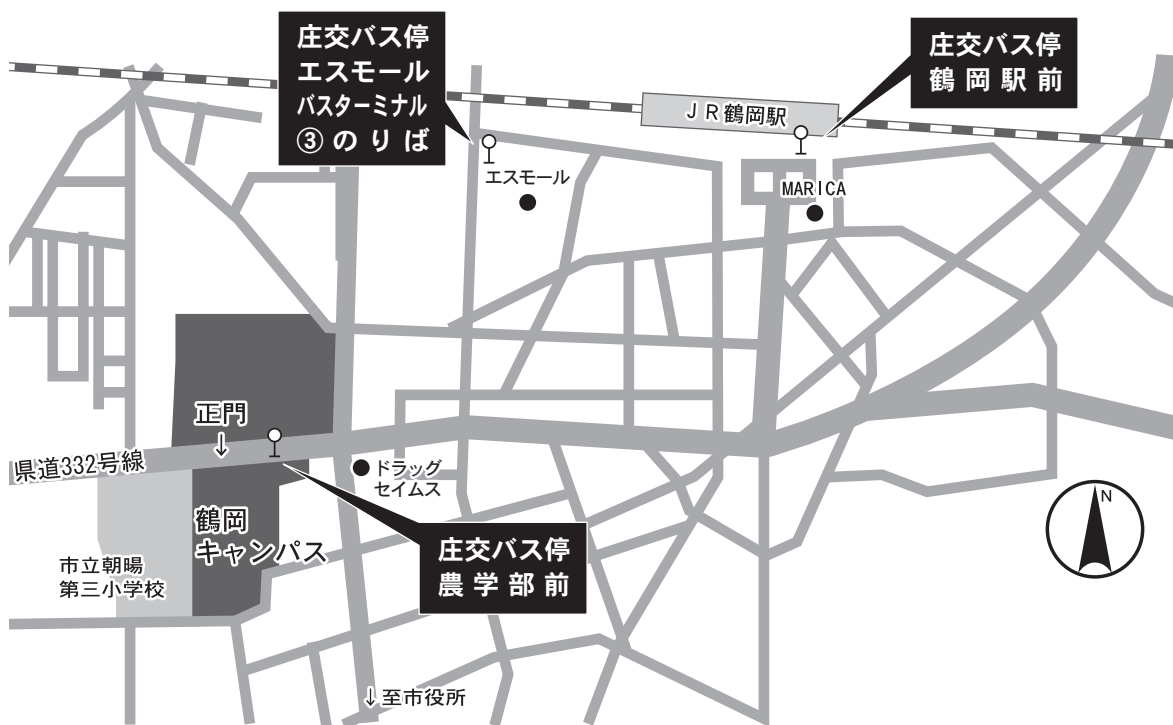 庄交バス停
エスモール
バスターミナル
③のりば
庄交バス停
鶴岡駅前
JR鶴岡駅
エスモール
MARICA
正門
↓
県道332号線
ドラッグ
セイムス
鶴岡
キャンパス
庄交バス停
農学部前
市立朝暘
第三小学校
↓至市役所
N